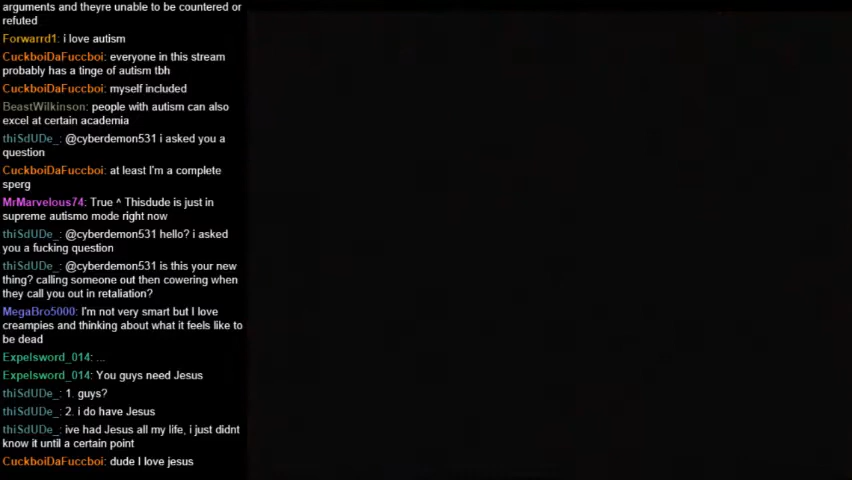 arguments and theyre unable to be countered or
refuted
Forwarrd1: i love autism
CuckboiDaFuccboi: everyone in this stream
probably has a tinge of autism tbh
CuckboiDaFuccboi: myself included
BeastWilkinson: people with autism can also
excel at certain academia
thiSdUDe_: @cyberdemon531 i asked you a
question
CuckboiDaFuccboi: at least I'm a complete
sperg
MrMarvelous74: True ^ Thisdude is just in
supreme autismo mode right now
thiSdUDe_: @cyberdemon531 hello? i asked
you a fucking question
thiSdUDe_: @cyberdemon531 is this your new
thing? calling someone out then cowering when
they call you out in retaliation?
MegaBro5000: I'm not very smart but I love
creampies and thinking about what it feels like to
be dead
Expelsword_014: ...
Expelsword_014: You guys need Jesus
thiSdUDe_: 1. guys?
thiSdUDe_: 2. i do have Jesus
thiSdUDe_: ive had Jesus all my life, i just didnt
know it until a certain point
CuckboiDaFuccboi: dude I love jesus